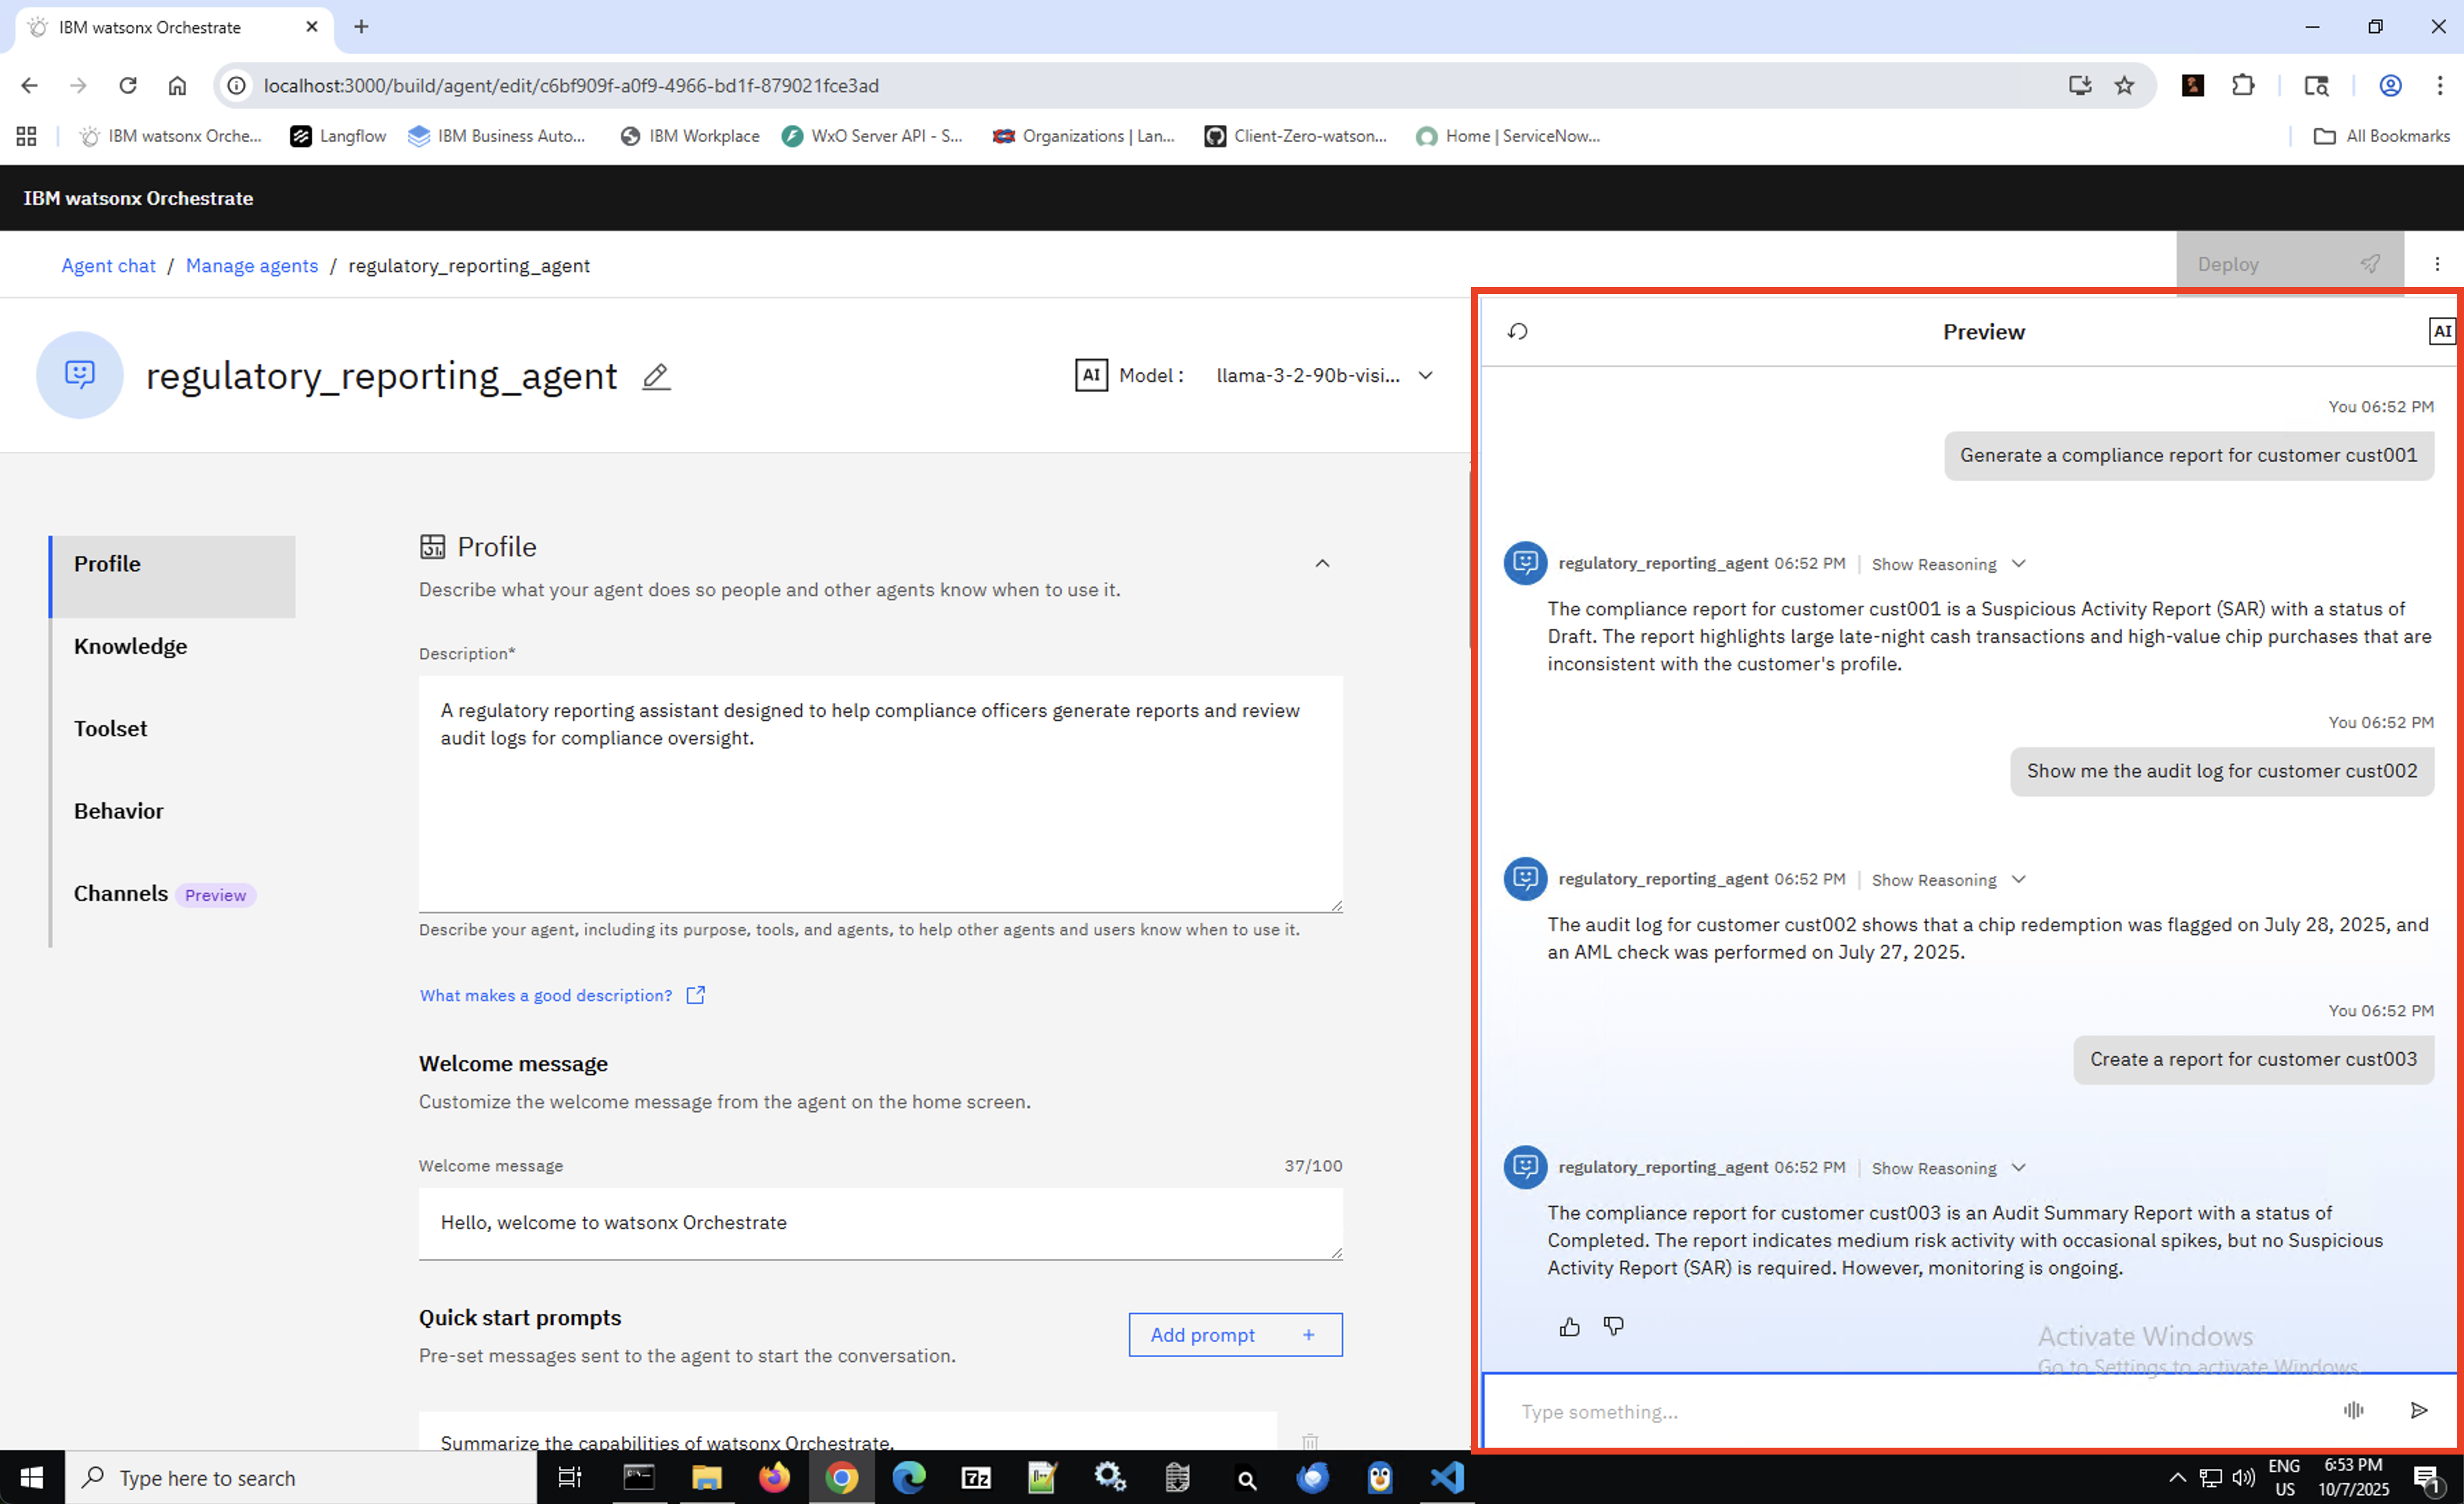 IBM watsonx Orchestrate
localhost:3000/build/agent/edit/c6bf909f-a0f9-4966-bd1f-879021fce3ad
IBM watsonx Orche... Langflow IBM Business Auto... IBM Workplace WxO Server API - S... Organizations | Lan... Client-Zero-watson... Home | ServiceNow... All Bookmarks
IBM watsonx Orchestrate
Agent chat / Manage agents / regulatory_reporting_agent
Deploy
regulatory_reporting_agent
AI Model : llama-3-2-90b-visi...
Profile
Knowledge
Toolset
Behavior
Channels Preview
Profile
Describe what your agent does so people and other agents know when to use it.
Description*
A regulatory reporting assistant designed to help compliance officers generate reports and review
audit logs for compliance oversight.
Describe your agent, including its purpose, tools, and agents, to help other agents and users know when to use it.
What makes a good description?
Welcome message
Customize the welcome message from the agent on the home screen.
Welcome message 37/100
Hello, welcome to watsonx Orchestrate
Quick start prompts
Pre-set messages sent to the agent to start the conversation.
Add prompt +
Summarize the capabilities of watsonx Orchestrate.
Preview
AI
You 06:52 PM
Generate a compliance report for customer cust001
regulatory_reporting_agent 06:52 PM | Show Reasoning
The compliance report for customer cust001 is a Suspicious Activity Report (SAR) with a status of
Draft. The report highlights large late-night cash transactions and high-value chip purchases that are
inconsistent with the customer's profile.
You 06:52 PM
Show me the audit log for customer cust002
regulatory_reporting_agent 06:52 PM | Show Reasoning
The audit log for customer cust002 shows that a chip redemption was flagged on July 28, 2025, and
an AML check was performed on July 27, 2025.
You 06:52 PM
Create a report for customer cust003
regulatory_reporting_agent 06:52 PM | Show Reasoning
The compliance report for customer cust003 is an Audit Summary Report with a status of
Completed. The report indicates medium risk activity with occasional spikes, but no Suspicious
Activity Report (SAR) is required. However, monitoring is ongoing.
Activate Windows
Go to Settings to activate Windows.
Type something...
Type here to search
7z
ENG
US
6:53 PM
10/7/2025
1